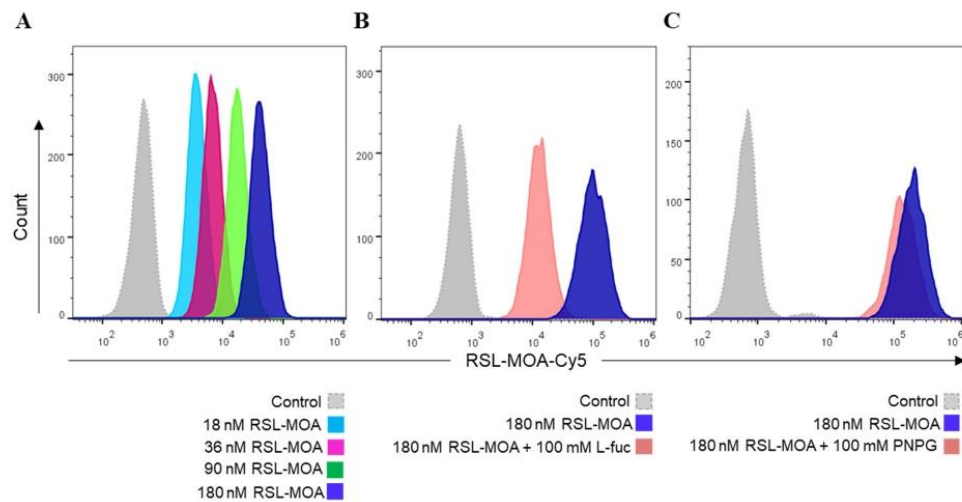 A
B
C
Count
300
200
100
0
10² 10³ 10⁴ 10⁵ 10⁶
300
200
100
0
10² 10³ 10⁴ 10⁵ 10⁶
200
150
100
50
0
10² 10³ 10⁴ 10⁵ 10⁶
RSL-MOA-Cy5
Control
18 nM RSL-MOA
36 nM RSL-MOA
90 nM RSL-MOA
180 nM RSL-MOA
Control
180 nM RSL-MOA
180 nM RSL-MOA + 100 mM L-fuc
Control
180 nM RSL-MOA
180 nM RSL-MOA + 100 mM PNPG